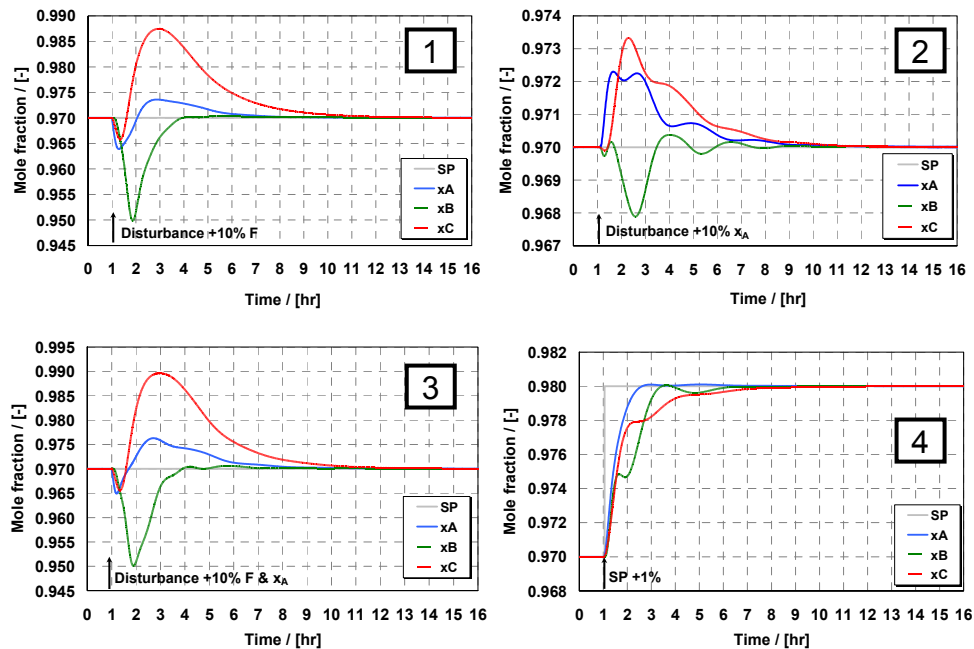 1
Mole fraction / [-]
0.990
0.985
0.980
0.975
0.970
0.965
0.960
0.955
0.950
0.945
SP
xA
xB
xC
Disturbance +10% F
0 1 2 3 4 5 6 7 8 9 10 11 12 13 14 15 16
Time / [hr]
2
Mole fraction / [-]
0.974
0.973
0.972
0.971
0.970
0.969
0.968
0.967
SP
xA
xB
xC
Disturbance +10% xA
0 1 2 3 4 5 6 7 8 9 10 11 12 13 14 15 16
Time / [hr]
3
Mole fraction / [-]
0.995
0.990
0.985
0.980
0.975
0.970
0.965
0.960
0.955
0.950
0.945
SP
xA
xB
xC
Disturbance +10% F & xA
0 1 2 3 4 5 6 7 8 9 10 11 12 13 14 15 16
Time / [hr]
4
Mole fraction / [-]
0.982
0.980
0.978
0.976
0.974
0.972
0.970
0.968
SP
xA
xB
xC
SP +1%
0 1 2 3 4 5 6 7 8 9 10 11 12 13 14 15 16
Time / [hr]